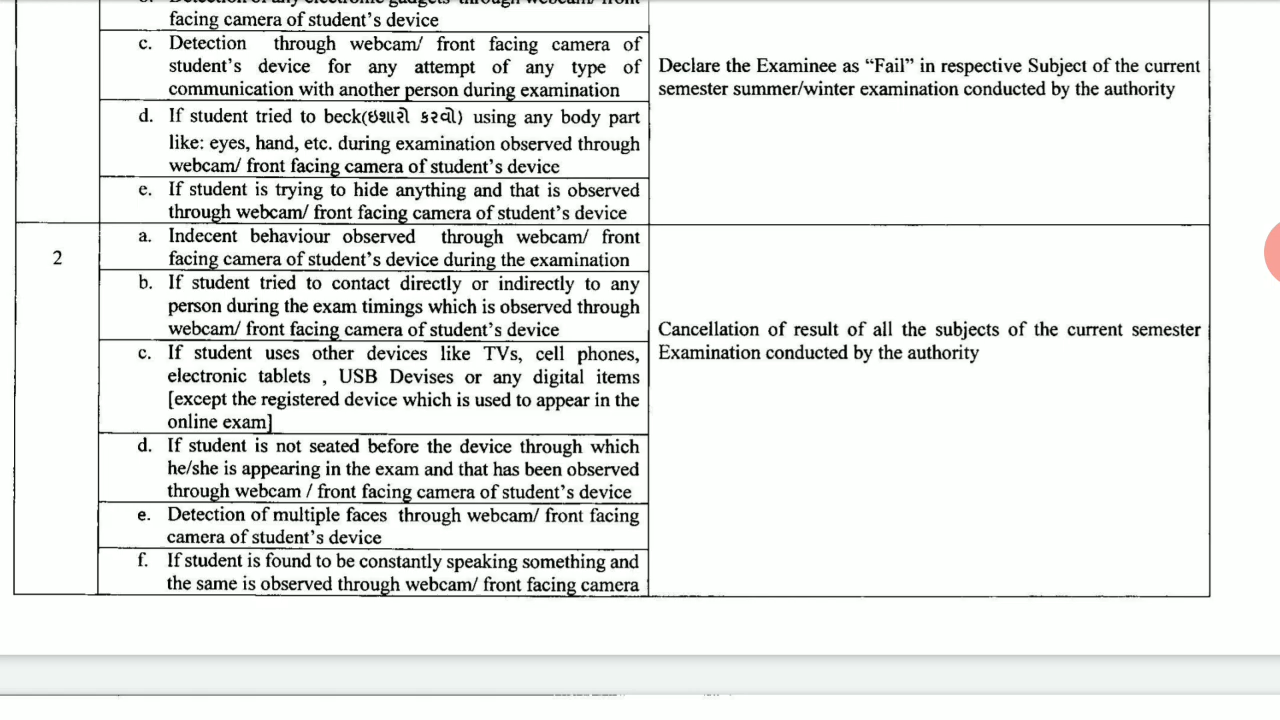 b. Detection of any electronic gadgets through webcam/ front
facing camera of student's device
c. Detection through webcam/ front facing camera of
student's device for any attempt of any type of
communication with another person during examination
d. If student tried to beck(ઇશારો કરવો) using any body part
like: eyes, hand, etc. during examination observed through
webcam/ front facing camera of student's device
e. If student is trying to hide anything and that is observed
through webcam/ front facing camera of student's device
Declare the Examinee as "Fail" in respective Subject of the current
semester summer/winter examination conducted by the authority
2
a. Indecent behaviour observed through webcam/ front
facing camera of student's device during the examination
b. If student tried to contact directly or indirectly to any
person during the exam timings which is observed through
webcam/ front facing camera of student's device
c. If student uses other devices like TVs, cell phones,
electronic tablets , USB Devises or any digital items
[except the registered device which is used to appear in the
online exam]
d. If student is not seated before the device through which
he/she is appearing in the exam and that has been observed
through webcam / front facing camera of student's device
e. Detection of multiple faces through webcam/ front facing
camera of student's device
f. If student is found to be constantly speaking something and
the same is observed through webcam/ front facing camera
Cancellation of result of all the subjects of the current semester
Examination conducted by the authority